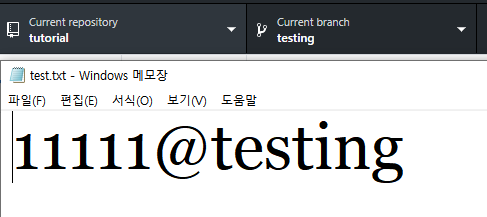 Current repository
tutorial
Current branch
testing
test.txt - Windows 메모장
파일(F) 편집(E) 서식(O) 보기(V) 도움말
11111@testing